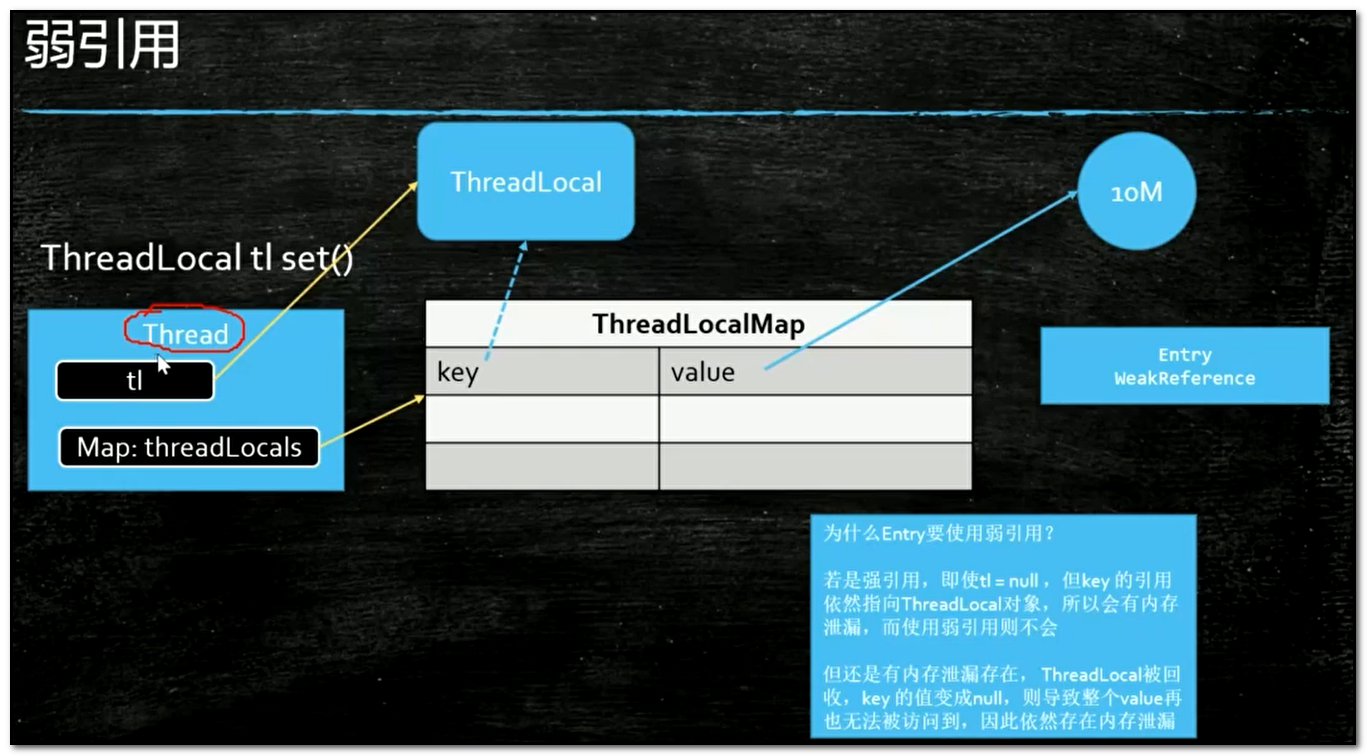 弱引用
ThreadLocal
10M
ThreadLocal tl set()
Thread
tl
Map: threadLocals
ThreadLocalMap
key
value
Entry
WeakReference
为什么Entry要使用弱引用?
若是强引用，即使tl = null ，但key 的引用
依然指向ThreadLocal对象，所以会有内存
泄漏，而使用弱引用则不会
但还是有内存泄漏存在， ThreadLocal被回
收，key 的值变成null，则导致整个value再
也无法被访问到，因此依然存在内存泄漏